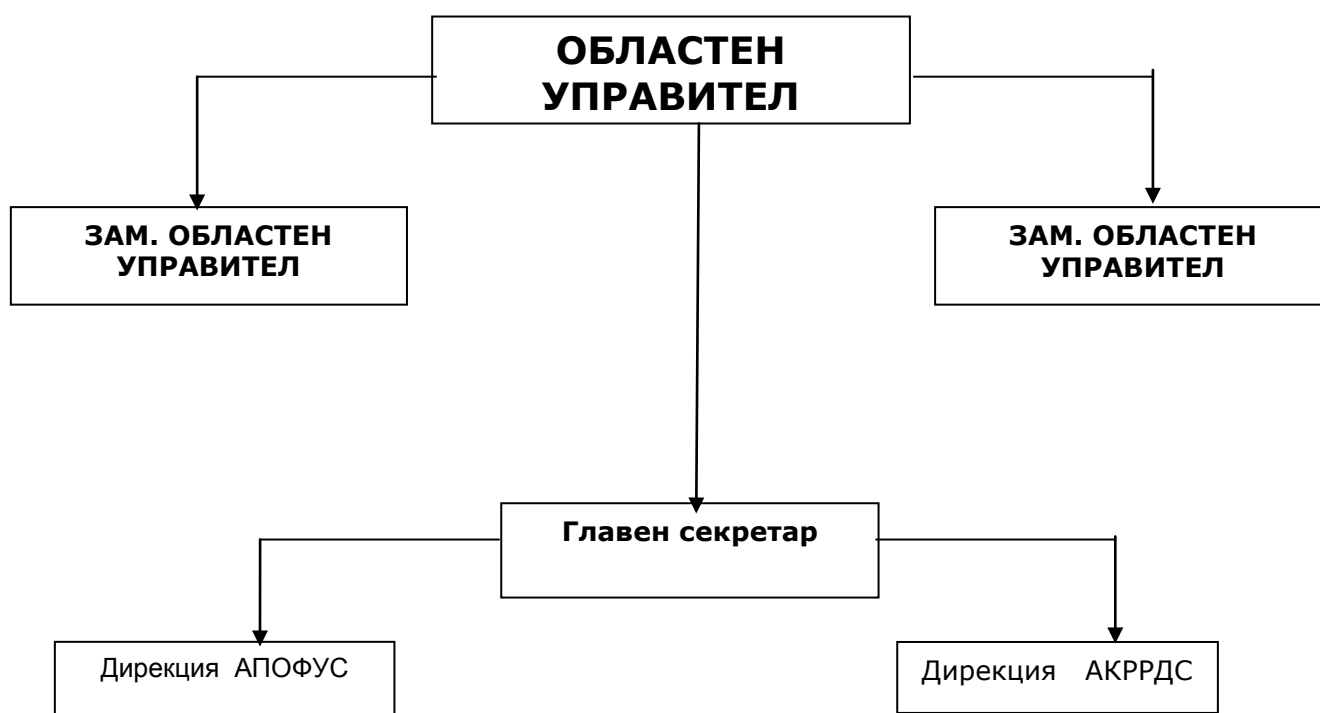 ОБЛАСТЕН
УПРАВИТЕЛ
ЗАМ. ОБЛАСТЕН
УПРАВИТЕЛ
ЗАМ. ОБЛАСТЕН
УПРАВИТЕЛ
Главен секретар
Дирекция АПОФУС
Дирекция АКРРДС